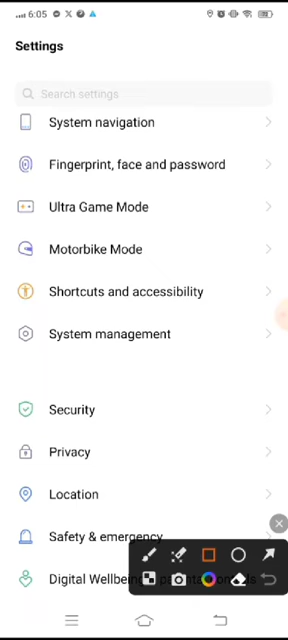 6:05
Settings
Search settings
System navigation
Fingerprint, face and password
Ultra Game Mode
Motorbike Mode
Shortcuts and accessibility
System management
Security
Privacy
Location
Safety & emergency
Digital Wellbeing